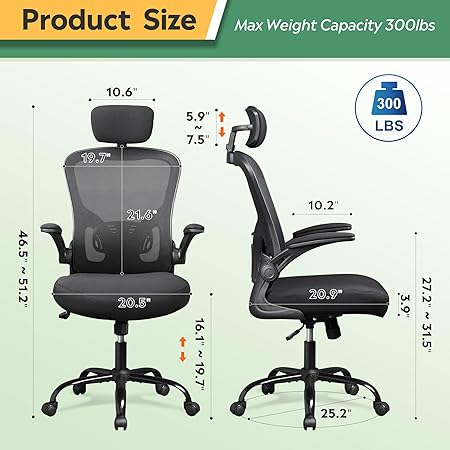 Product Size
Max Weight Capacity 300lbs
10.6"
5.9"
~
7.5"
300
LBS
19.7"
21.6"
10.2"
46.5" ~ 51.2"
20.5"
16.1" ~ 19.7"
20.9"
3.9"
27.2" ~ 31.5"
25.2"